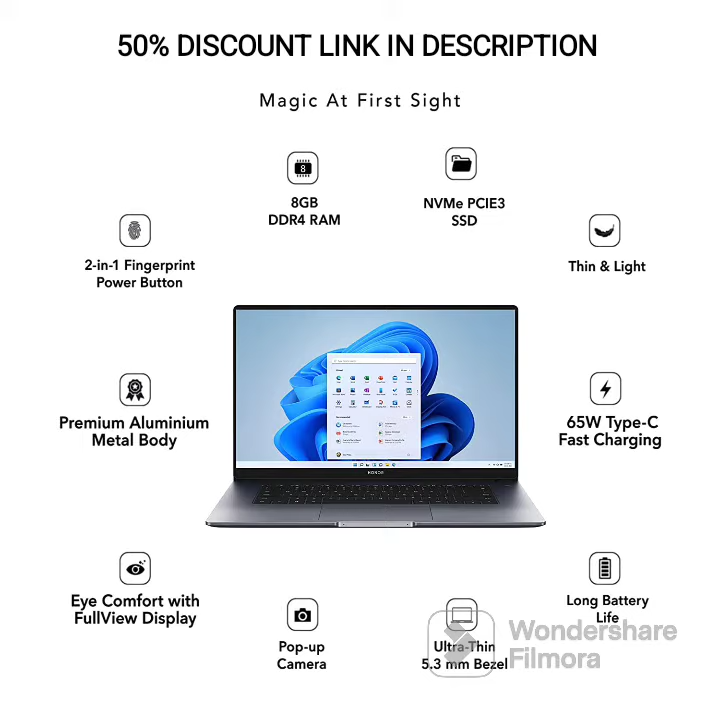 50% DISCOUNT LINK IN DESCRIPTION
Magic At First Sight
8
8GB
DDR4 RAM
NVMe PCIE3
SSD
2-in-1 Fingerprint
Power Button
Thin & Light
Premium Aluminium
Metal Body
65W Type-C
Fast Charging
HONOR
Eye Comfort with
FullView Display
Long Battery
Life
Pop-up
Camera
Ultra-Thin
5.3 mm Bezel
Wondershare
Filmora